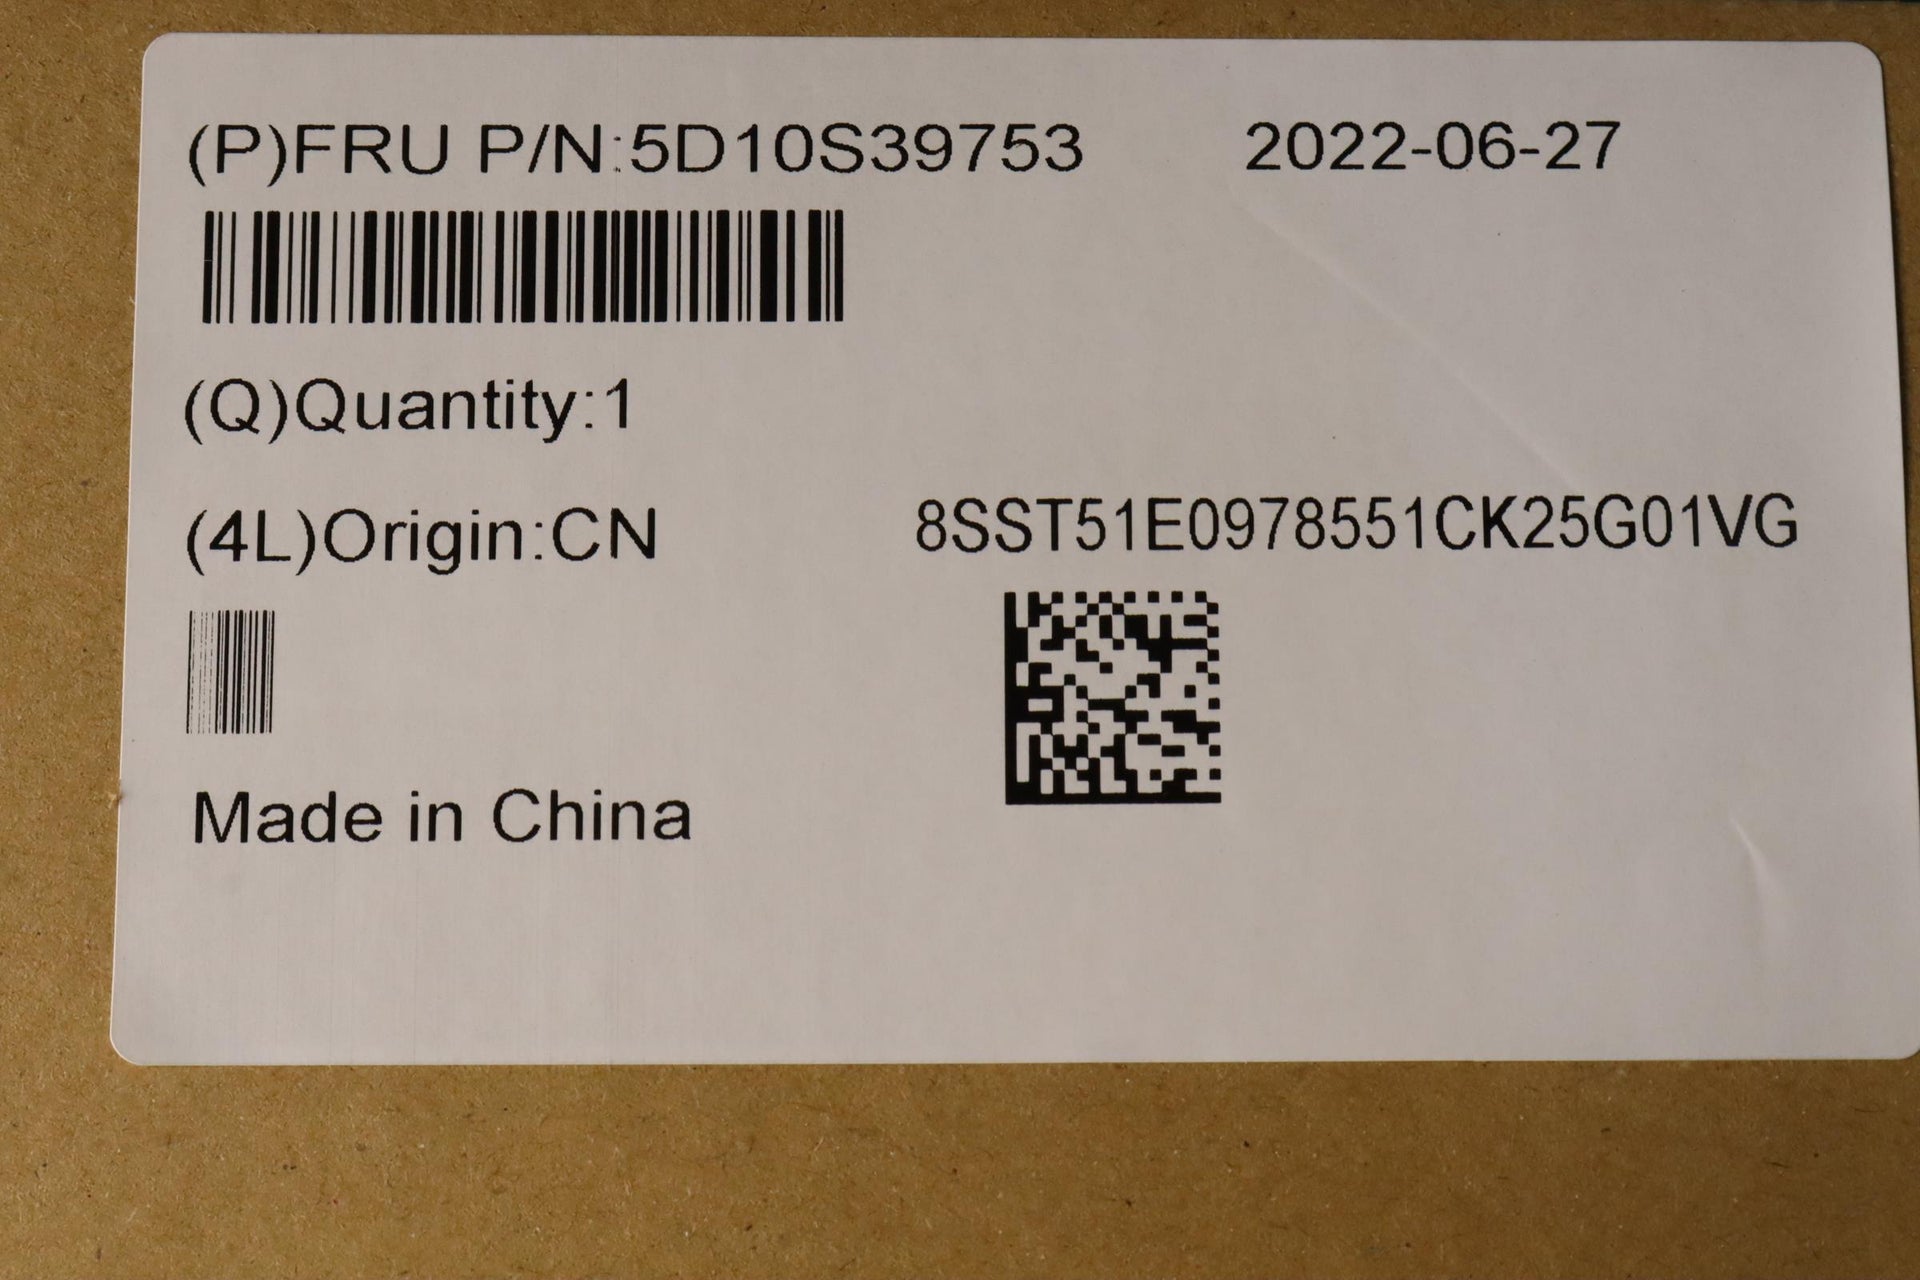 (P)FRU P/N:5D10S39753 2022-06-27
(Q)Quantity:1
(4L)Origin:CN 8SST51E0978551CK25G01VG
Made in China